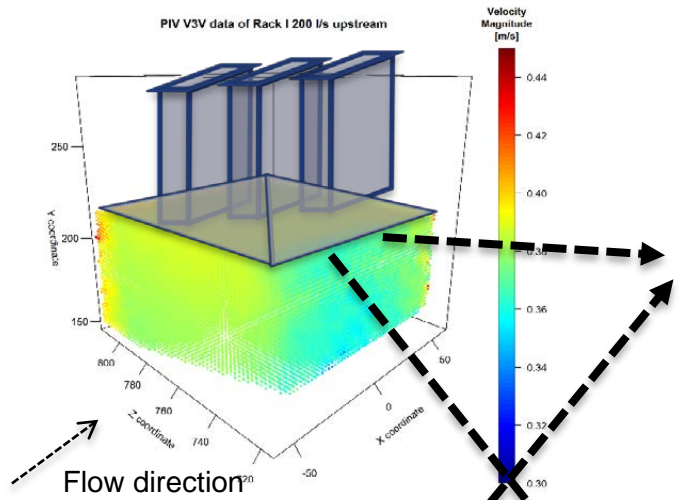 PIV V3V data of Rack I 200 l/s upstream
Velocity
Magnitude
[m/s]
0.44
0.42
0.40
0.38
0.36
0.34
0.32
0.30
250
200
150
Y coordinate
800
780
760
740
720
Z coordinate
-50
0
50
X coordinate
Flow direction